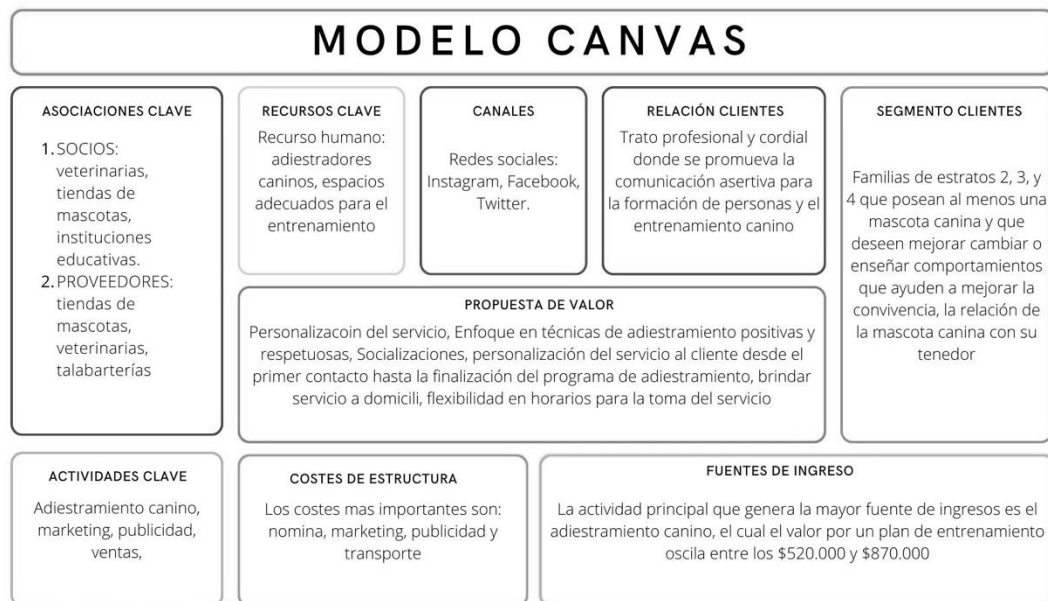 MODELO CANVAS
ASOCIACIONES CLAVE
1. SOCIOS:
veterinarias,
tiendas de
mascotas,
instituciones
educativas.
2. PROVEEDORES:
tiendas de
mascotas,
veterinarias,
talabarterías
RECURSOS CLAVE
Recurso humano:
adiestradores
caninos, espacios
adecuados para el
entrenamiento
CANALES
Redes sociales:
Instagram, Facebook,
Twitter.
RELACIÓN CLIENTES
Trato profesional y cordial
donde se promueva la
comunicación asertiva para
la formación de personas y el
entrenamiento canino
SEGMENTO CLIENTES
Familias de estratos 2, 3, y
4 que posean al menos una
mascota canina y que
deseen mejorar cambiar o
enseñar comportamientos
que ayuden a mejorar la
convivencia, la relación de
la mascota canina con su
tenedor
PROPUESTA DE VALOR
Personalizacoin del servicio, Enfoque en técnicas de adiestramiento positivas y
respetuosas, Socializaciones, personalización del servicio al cliente desde el
primer contacto hasta la finalización del programa de adiestramiento, brindar
servicio a domicili, flexibilidad en horarios para la toma del servicio
ACTIVIDADES CLAVE
Adiestramiento canino,
marketing, publicidad,
ventas,
COSTES DE ESTRUCTURA
Los costes mas importantes son:
nomina, marketing, publicidad y
transporte
FUENTES DE INGRESO
La actividad principal que genera la mayor fuente de ingresos es el
adiestramiento canino, el cual el valor por un plan de entrenamiento
oscila entre los $520.000 y $870.000